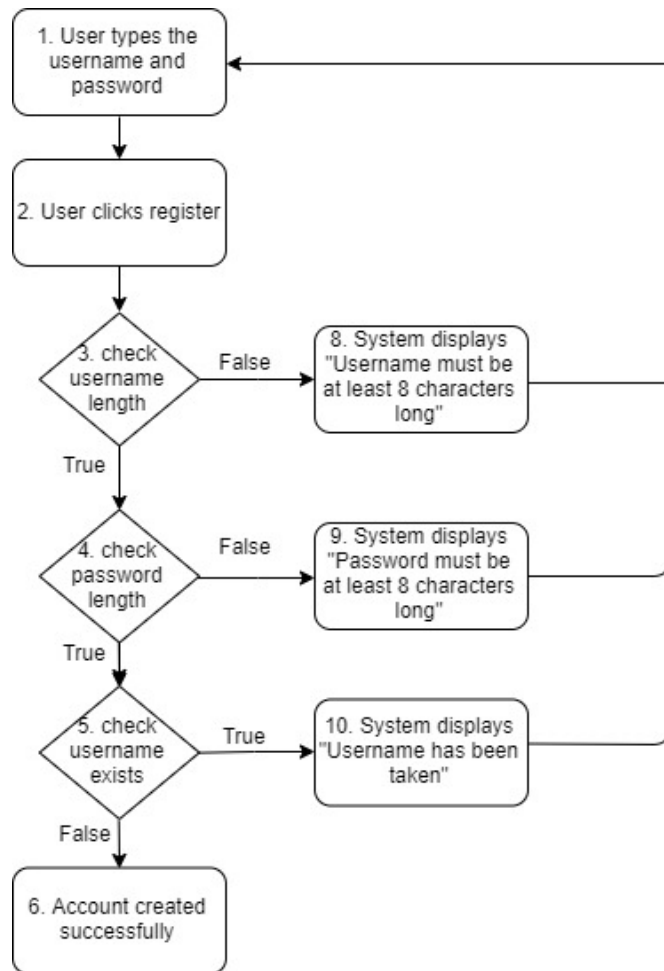 1. User types the
username and
password
2. User clicks register
3. check
username
length
False
8. System displays
"Username must be
at least 8 characters
long"
True
4. check
password
length
False
9. System displays
"Password must be
at least 8 characters
long"
True
5. check
username
exists
True
10. System displays
"Username has been
taken"
False
6. Account created
successfully